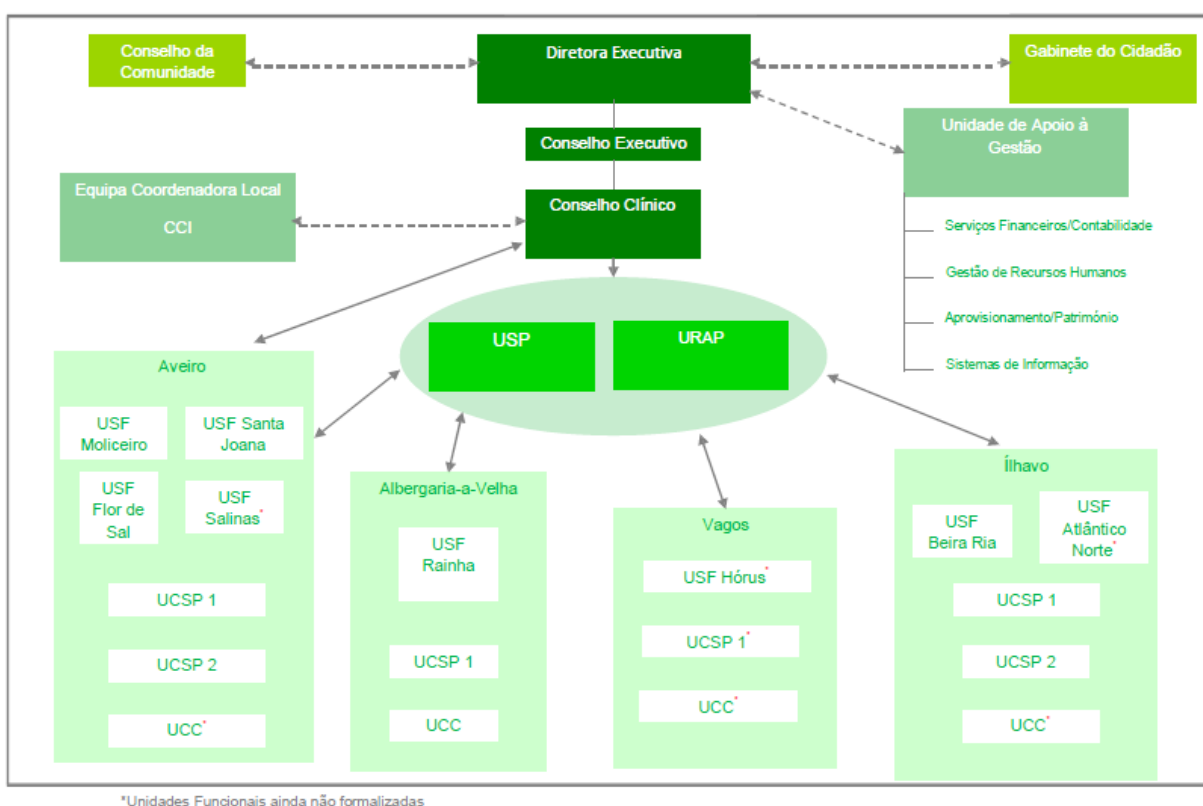 Conselho da
Comunidade
Diretora Executiva
Gabinete do Cidadão
Unidade de Apoio à
Gestão
Conselho Executivo
Equipa Coordenadora Local
CCI
Conselho Clínico
Serviços Financeiros/Contabilidade
Gestão de Recursos Humanos
Aprovisionamento/Património
Sistemas de Informação
USP
URAP
Aveiro
USF
Moliceiro
USF Santa
Joana
USF
Flor de
Sal
USF
Salinas*
UCSP 1
UCSP 2
UCC*
Albergaria-a-Velha
USF
Rainha
UCSP 1
UCC
Vagos
USF Hórus*
UCSP 1*
UCC*
Ílhavo
USF
Beira Ria
USF
Atlântico
Norte*
UCSP 1
UCSP 2
UCC*
*Unidades Funcionais ainda não formalizadas